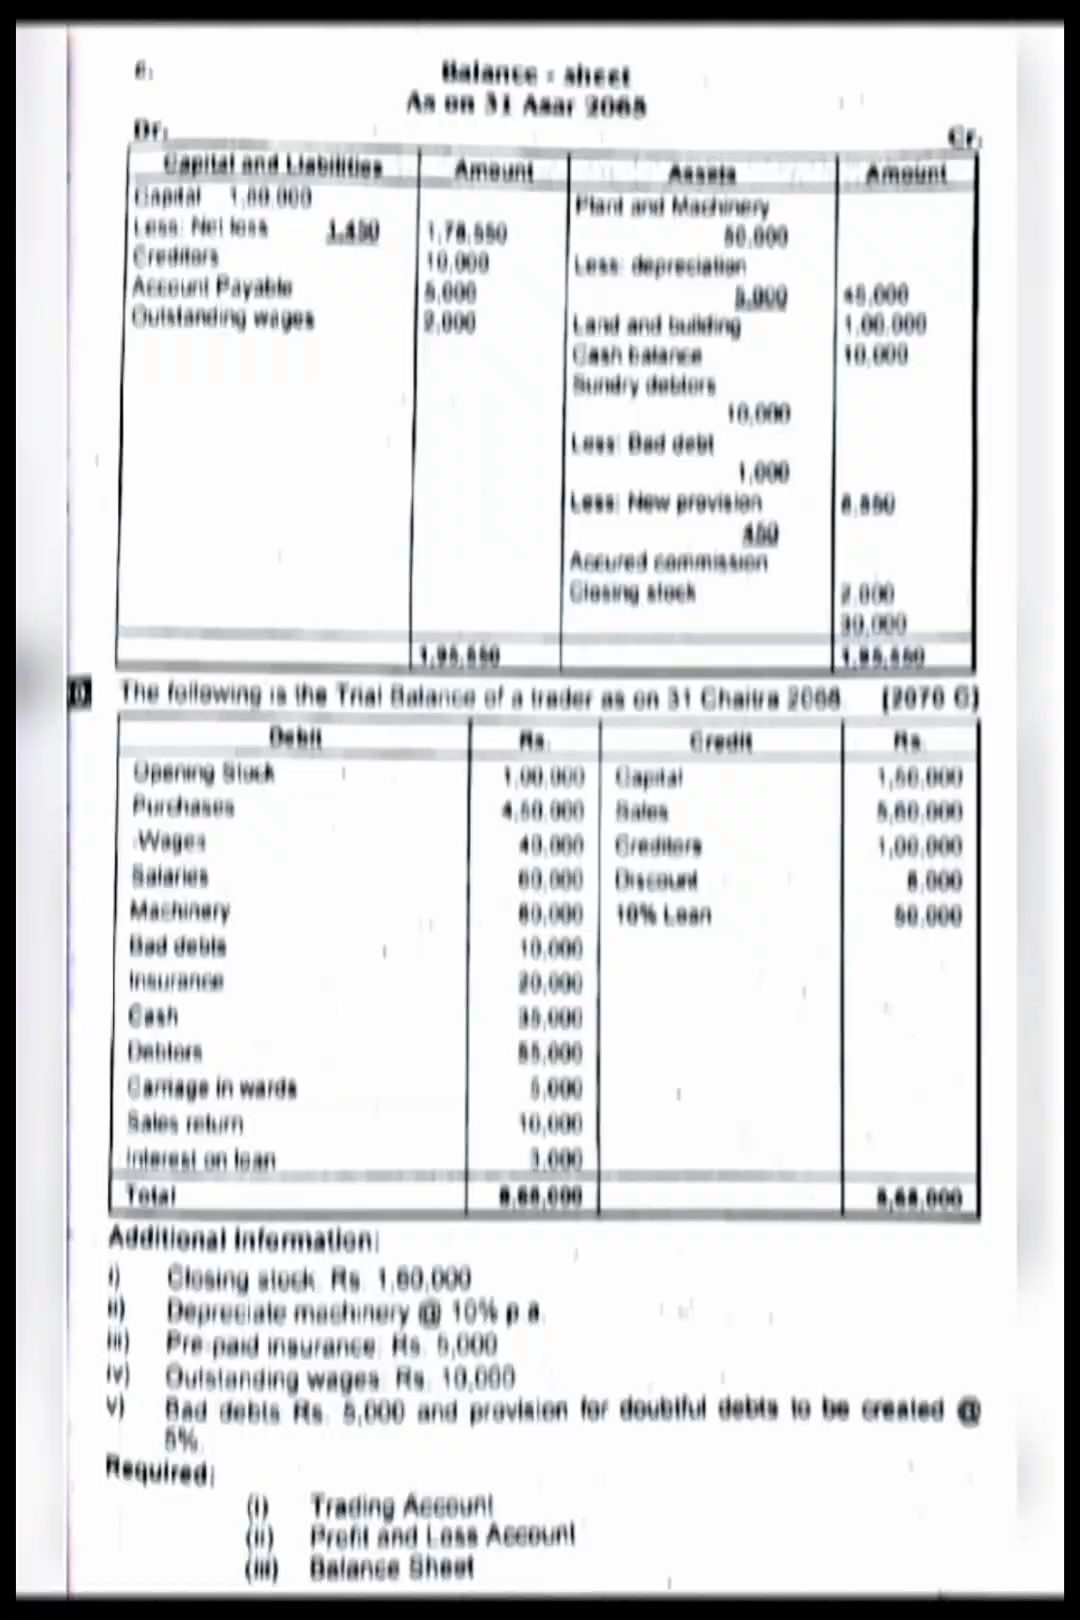 6.
Balance - sheet
As on 31 Asar 2065
Dr. Cr.
Capital and Liabilities Amount Assets Amount
Capital 1,80,000 Plant and Machinery
Less: Net loss 1,450 1,78,550 50,000
Creditors 10,000 Less: depreciation
Account Payable 5,000 5,000 45,000
Outstanding wages 2,000 Land and building 1,00,000
Cash balance 10,000
Sundry debtors
10,000
Less: Bad debt
1,000
Less: New provision 8,550
450
Accured commission
Closing stock 2,000
30,000
1,95,550 1,95,550
The following is the Trial Balance of a trader as on 31 Chaitra 2068 [2070 C]
Debit Rs. Credit Rs.
Opening Stock 1,00,000 Capital 1,50,000
Purchases 4,50,000 Sales 5,60,000
Wages 40,000 Creditors 1,00,000
Salaries 60,000 Discount 8,000
Machinery 80,000 10% Loan 50,000
Bad debts 10,000
Insurance 20,000
Cash 35,000
Debtors 55,000
Carriage in wards 5,000
Sales return 10,000
Interest on loan 3,000
Total 8,68,000 8,68,000
Additional Information:
i) Closing stock Rs. 1,60,000
ii) Depreciate machinery @ 10% p.a.
iii) Pre-paid insurance: Rs. 5,000
iv) Outstanding wages Rs. 10,000
v) Bad debts Rs. 5,000 and provision for doubtful debts to be created @
5%.
Required:
(i) Trading Account
(ii) Profit and Loss Account
(iii) Balance Sheet